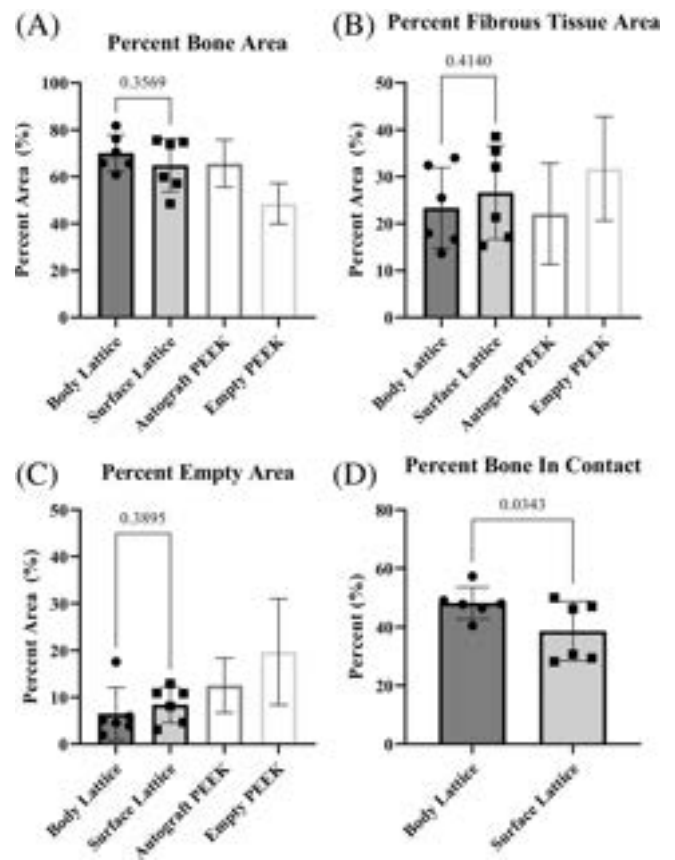 (A)
Percent Bone Area
0.3569
Percent Area (%)
100
80
60
40
20
0
Body Lattice
Surface Lattice
Autograft PEEK
Empty PEEK
(B)
Percent Fibrous Tissue Area
0.4140
Percent Area (%)
50
40
30
20
10
0
Body Lattice
Surface Lattice
Autograft PEEK
Empty PEEK
(C)
Percent Empty Area
0.3895
Percent Area (%)
50
40
30
20
10
0
Body Lattice
Surface Lattice
Autograft PEEK
Empty PEEK
(D)
Percent Bone In Contact
0.0343
Percent (%)
80
60
40
20
0
Body Lattice
Surface Lattice